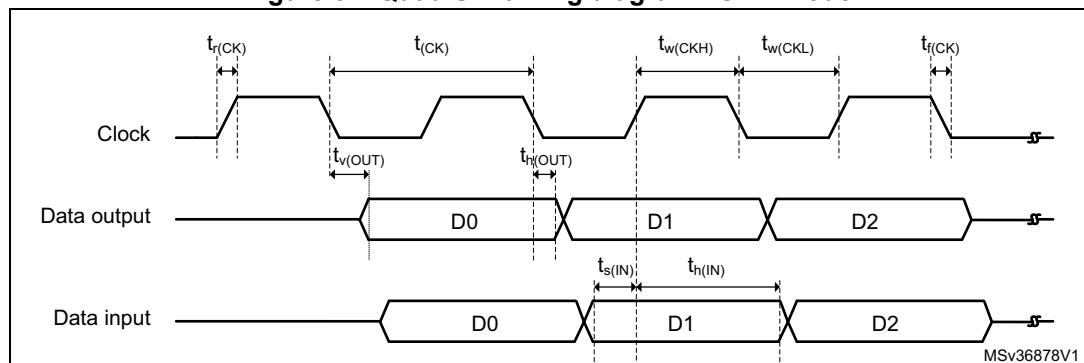 t_r(CK) t_(CK) t_w(CKH) t_w(CKL) t_f(CK)
Clock
t_v(OUT) t_h(OUT)
Data output D0 D1 D2
t_s(IN) t_h(IN)
Data input D0 D1 D2
MSv36878V1